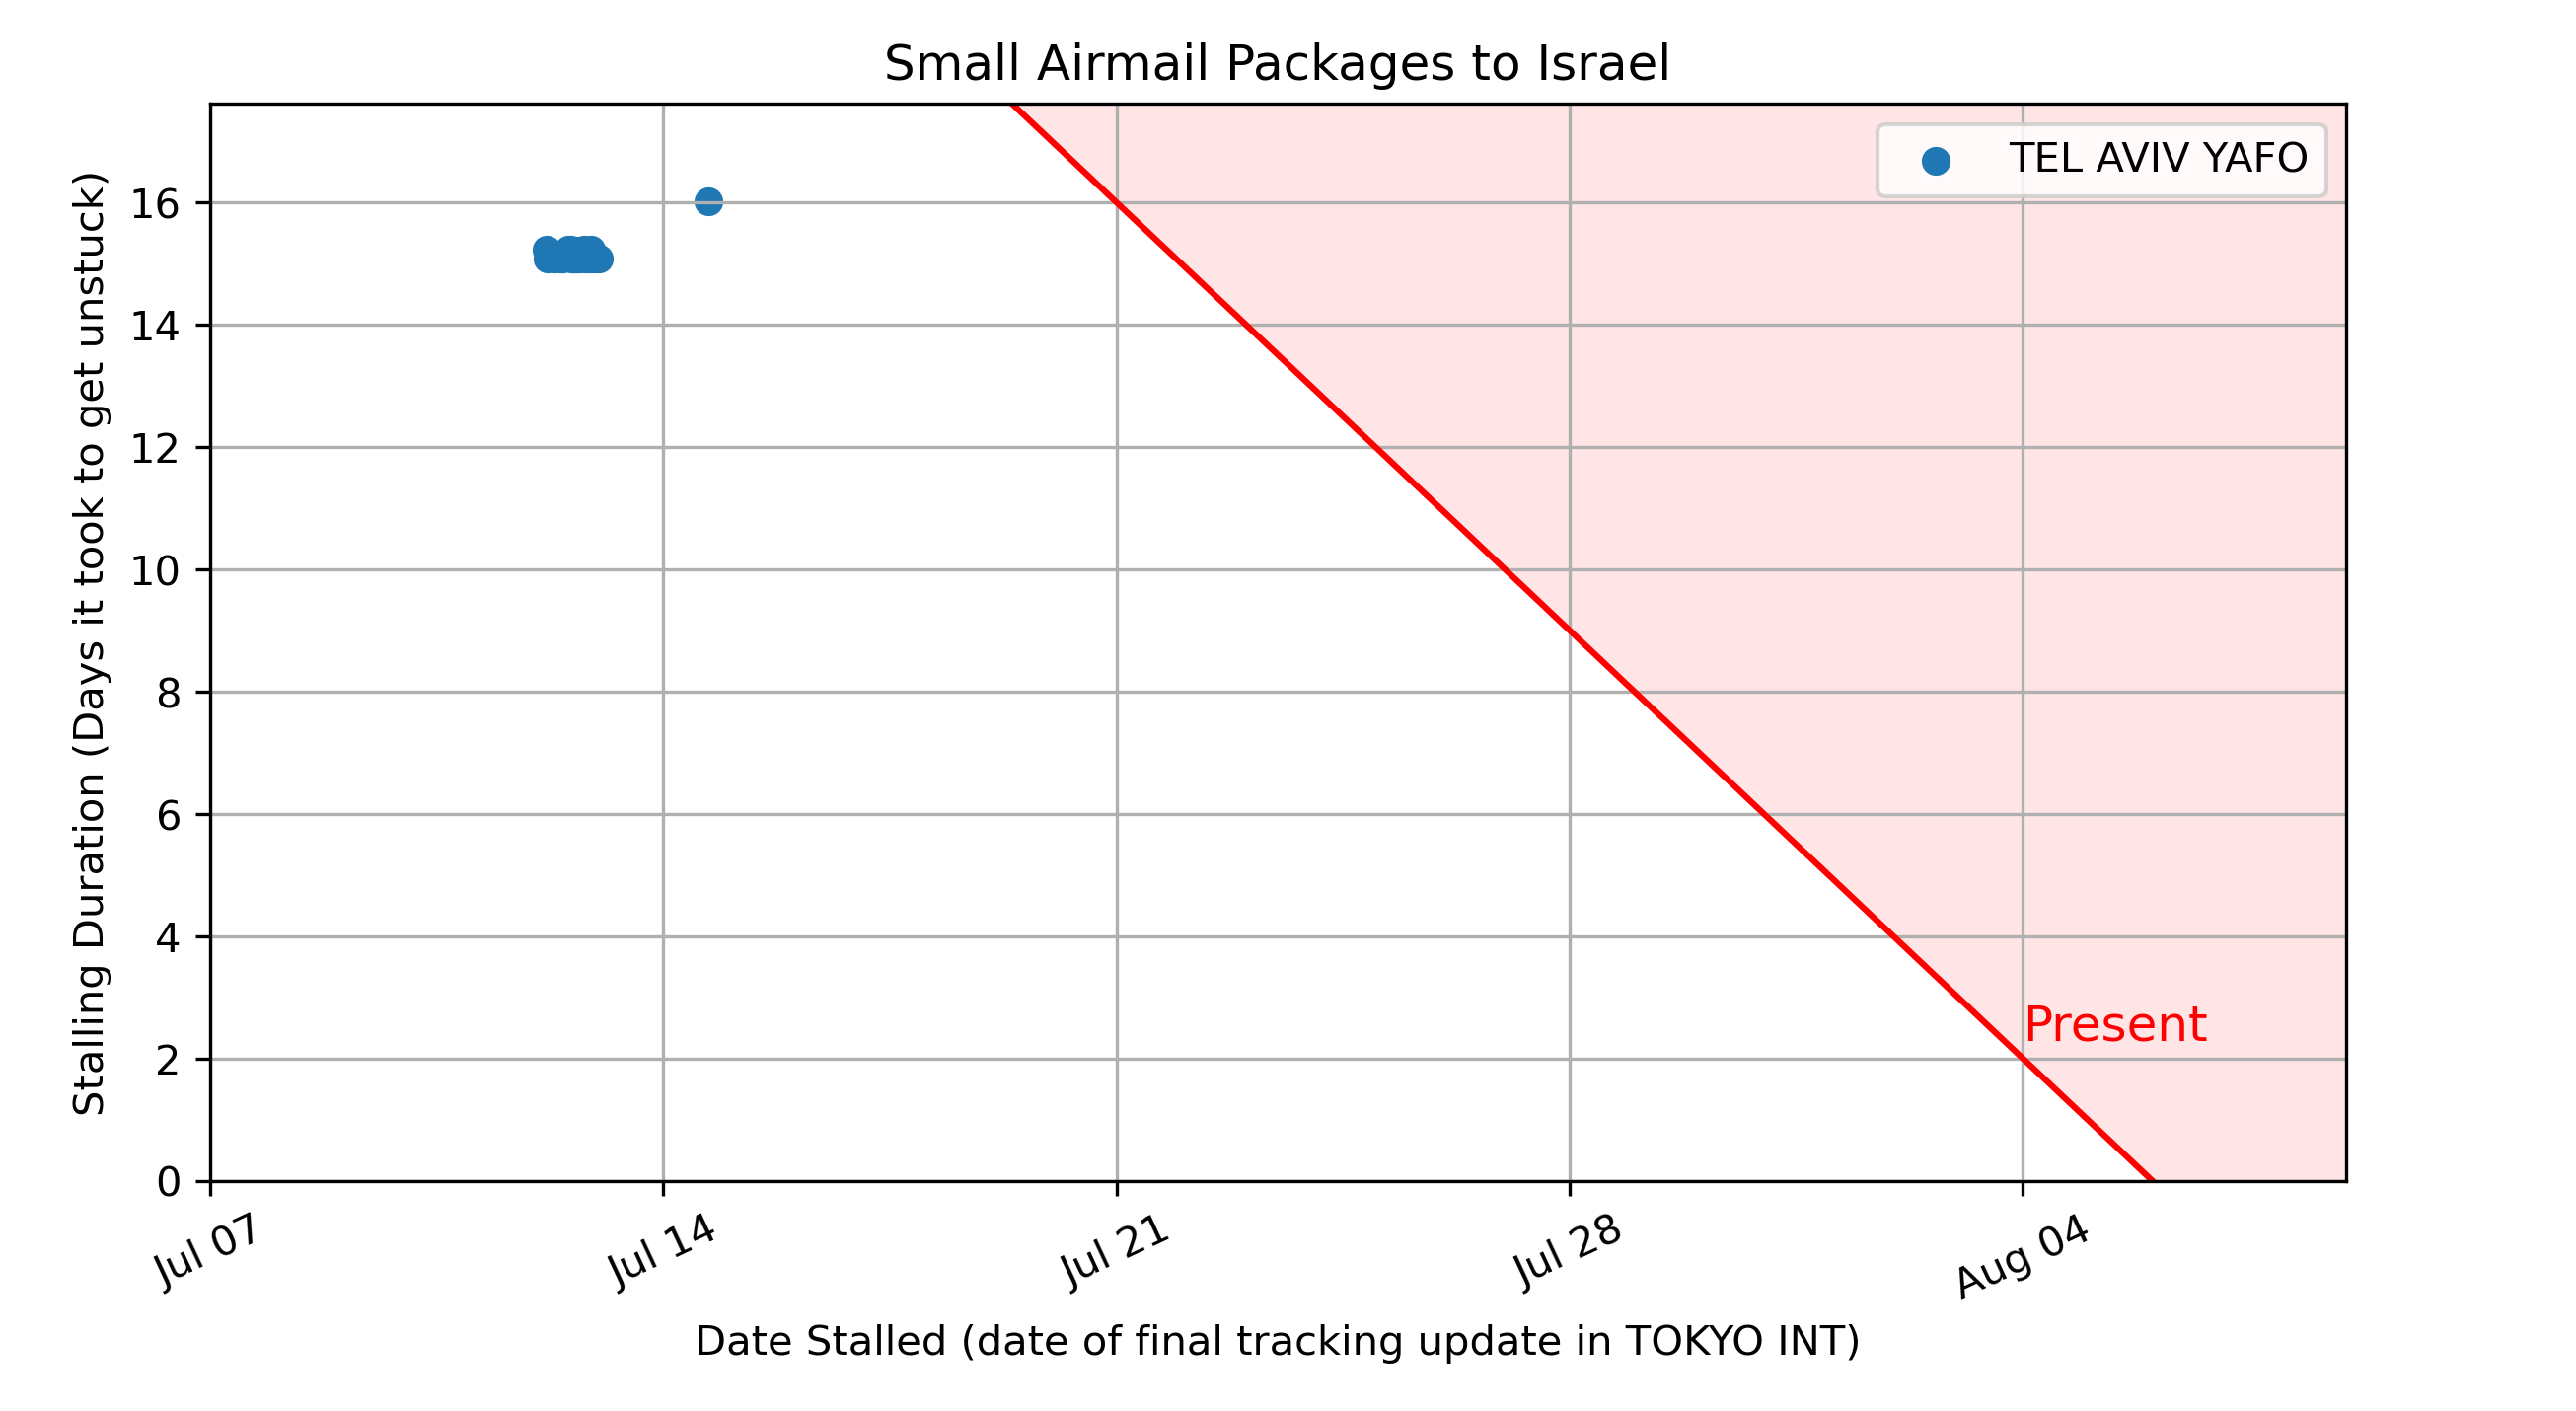 Small Airmail Packages to Israel
TEL AVIV YAFO
Stalling Duration (Days it took to get unstuck)
16
14
12
10
8
6
4
2
0
Present
Jul 07
Jul 14
Jul 21
Jul 28
Aug 04
Date Stalled (date of final tracking update in TOKYO INT)